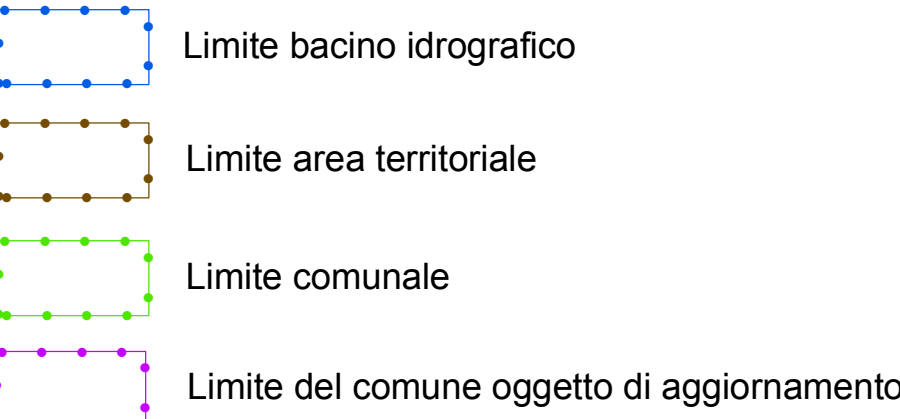 Limite bacino idrografico
Limite area territoriale
Limite comunale
Limite del comune oggetto di aggiornamento